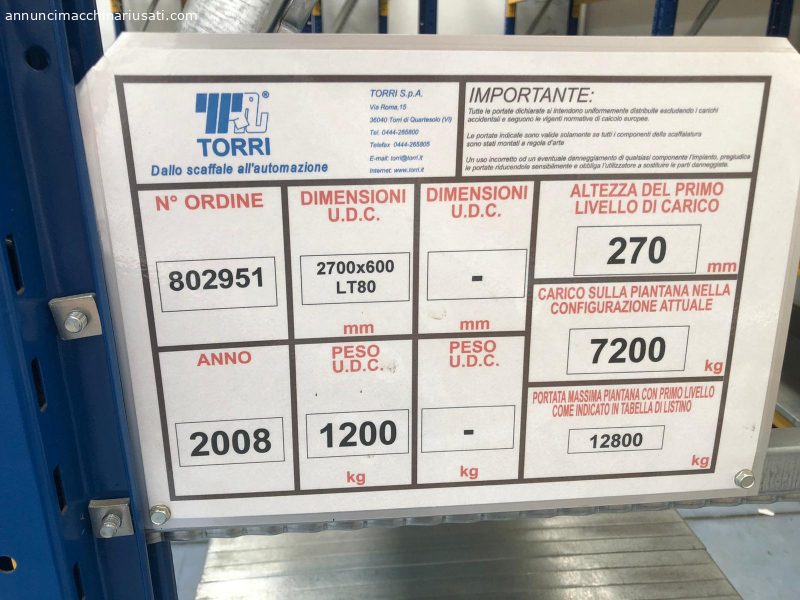 annuncimacchinariusati.com
TORRI
Dallo scaffale all'automazione
TORRI S.p.A.
Via Roma,15
36040 Torri di Quartesolo (VI)
Tel. 0444-265800
Telefax 0444-265805
E-mail: torri@torri.it
Internet: www.torri.it
IMPORTANTE:
Tutte le portate dichiarate si intendono uniformemente distribuite escludendo i carichi
accidentali e seguono le vigenti normative di calcolo europee.
Le portate indicate sono valide solamente se tutti i componenti della scaffalatura
sono stati montati a regola d'arte
Un uso incorretto od un eventuale danneggiamento di qualsiasi componente l'impianto, pregiudica
le portate riducendole sensibilmente e obbliga l'utilizzatore a sostituire le parti danneggiate.
N° ORDINE
802951
DIMENSIONI
U.D.C.
2700x600
LT80
mm
DIMENSIONI
U.D.C.
-
mm
ALTEZZA DEL PRIMO
LIVELLO DI CARICO
270
mm
CARICO SULLA PIANTANA NELLA
CONFIGURAZIONE ATTUALE
7200
kg
ANNO
2008
PESO
U.D.C.
1200
kg
PESO
U.D.C.
-
kg
PORTATA MASSIMA PIANTANA CON PRIMO LIVELLO
COME INDICATO IN TABELLA DI LISTINO
12800
kg